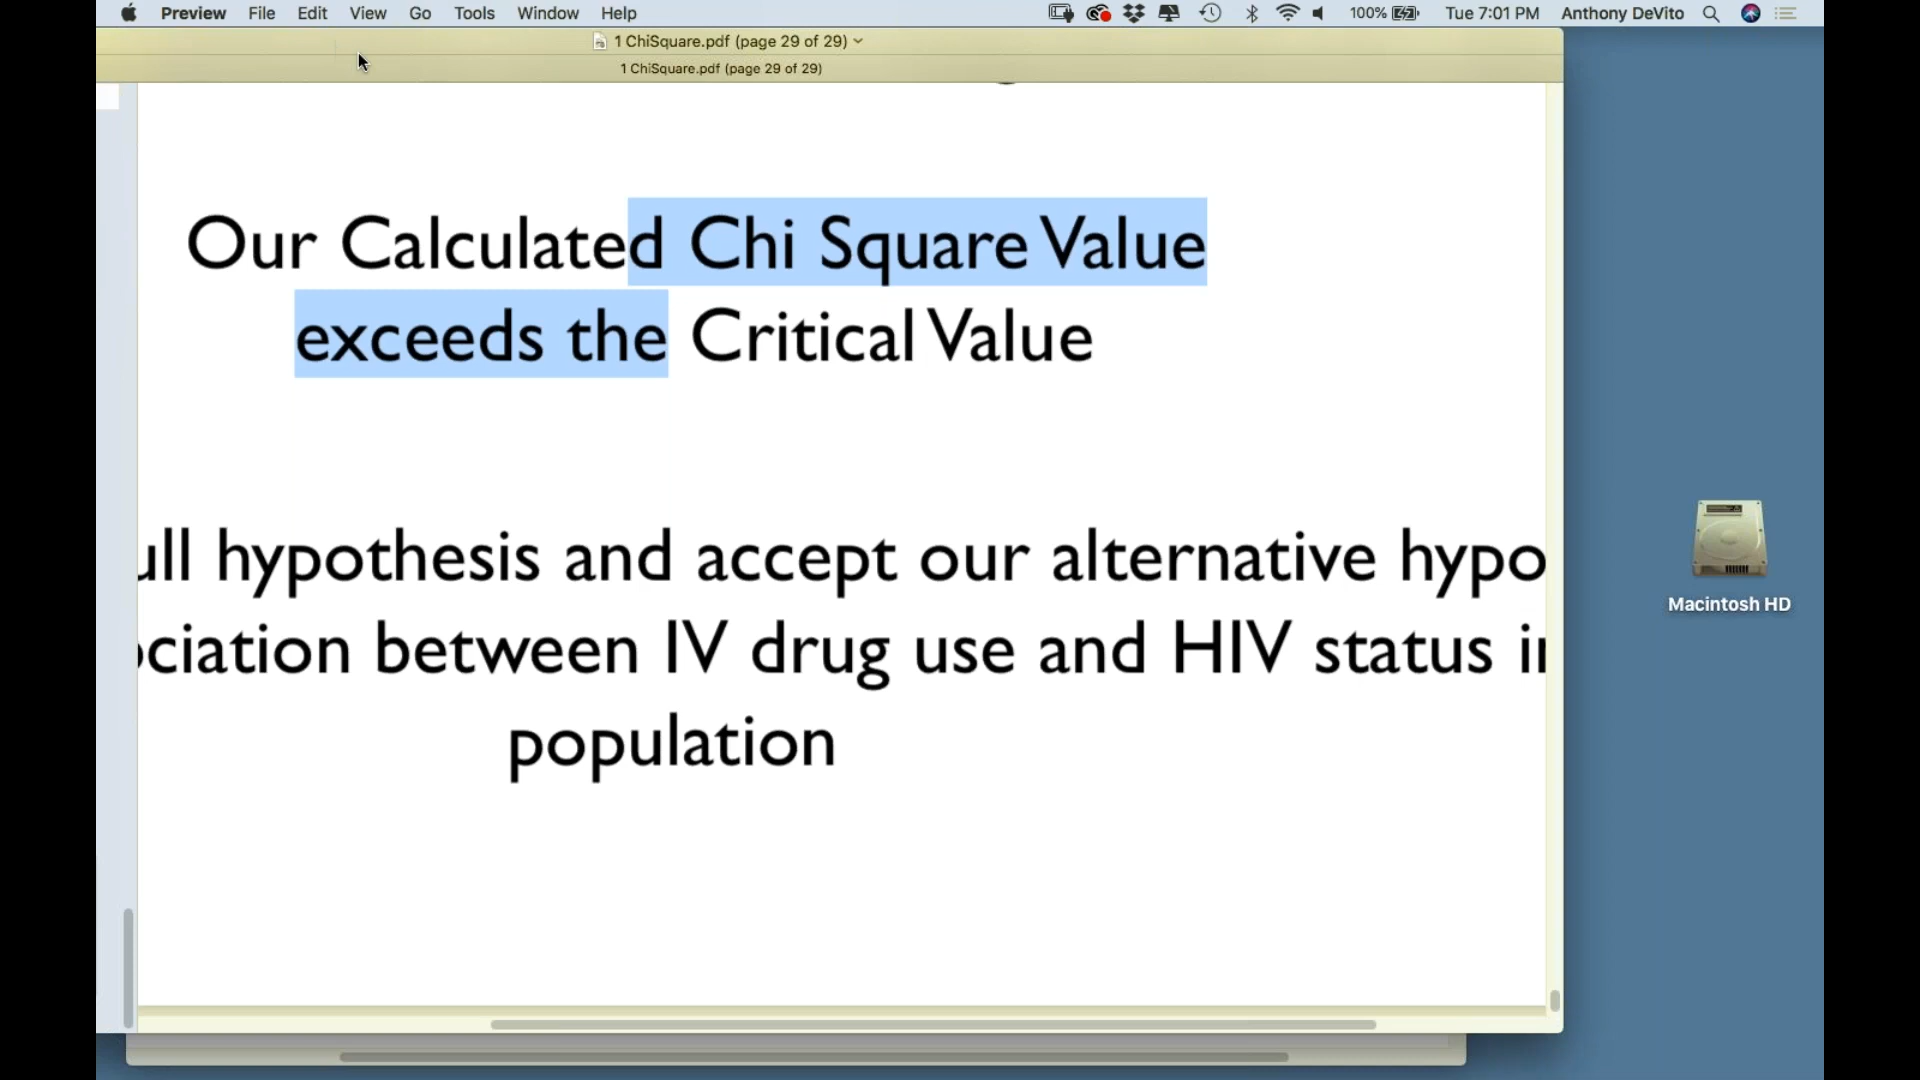 Preview File Edit View Go Tools Window Help 100% Tue 7:01 PM Anthony DeVito
1 ChiSquare.pdf (page 29 of 29)
1 ChiSquare.pdf (page 29 of 29)
Our Calculated Chi Square Value
exceeds the Critical Value
ull hypothesis and accept our alternative hypo
ociation between IV drug use and HIV status in
population
Macintosh HD